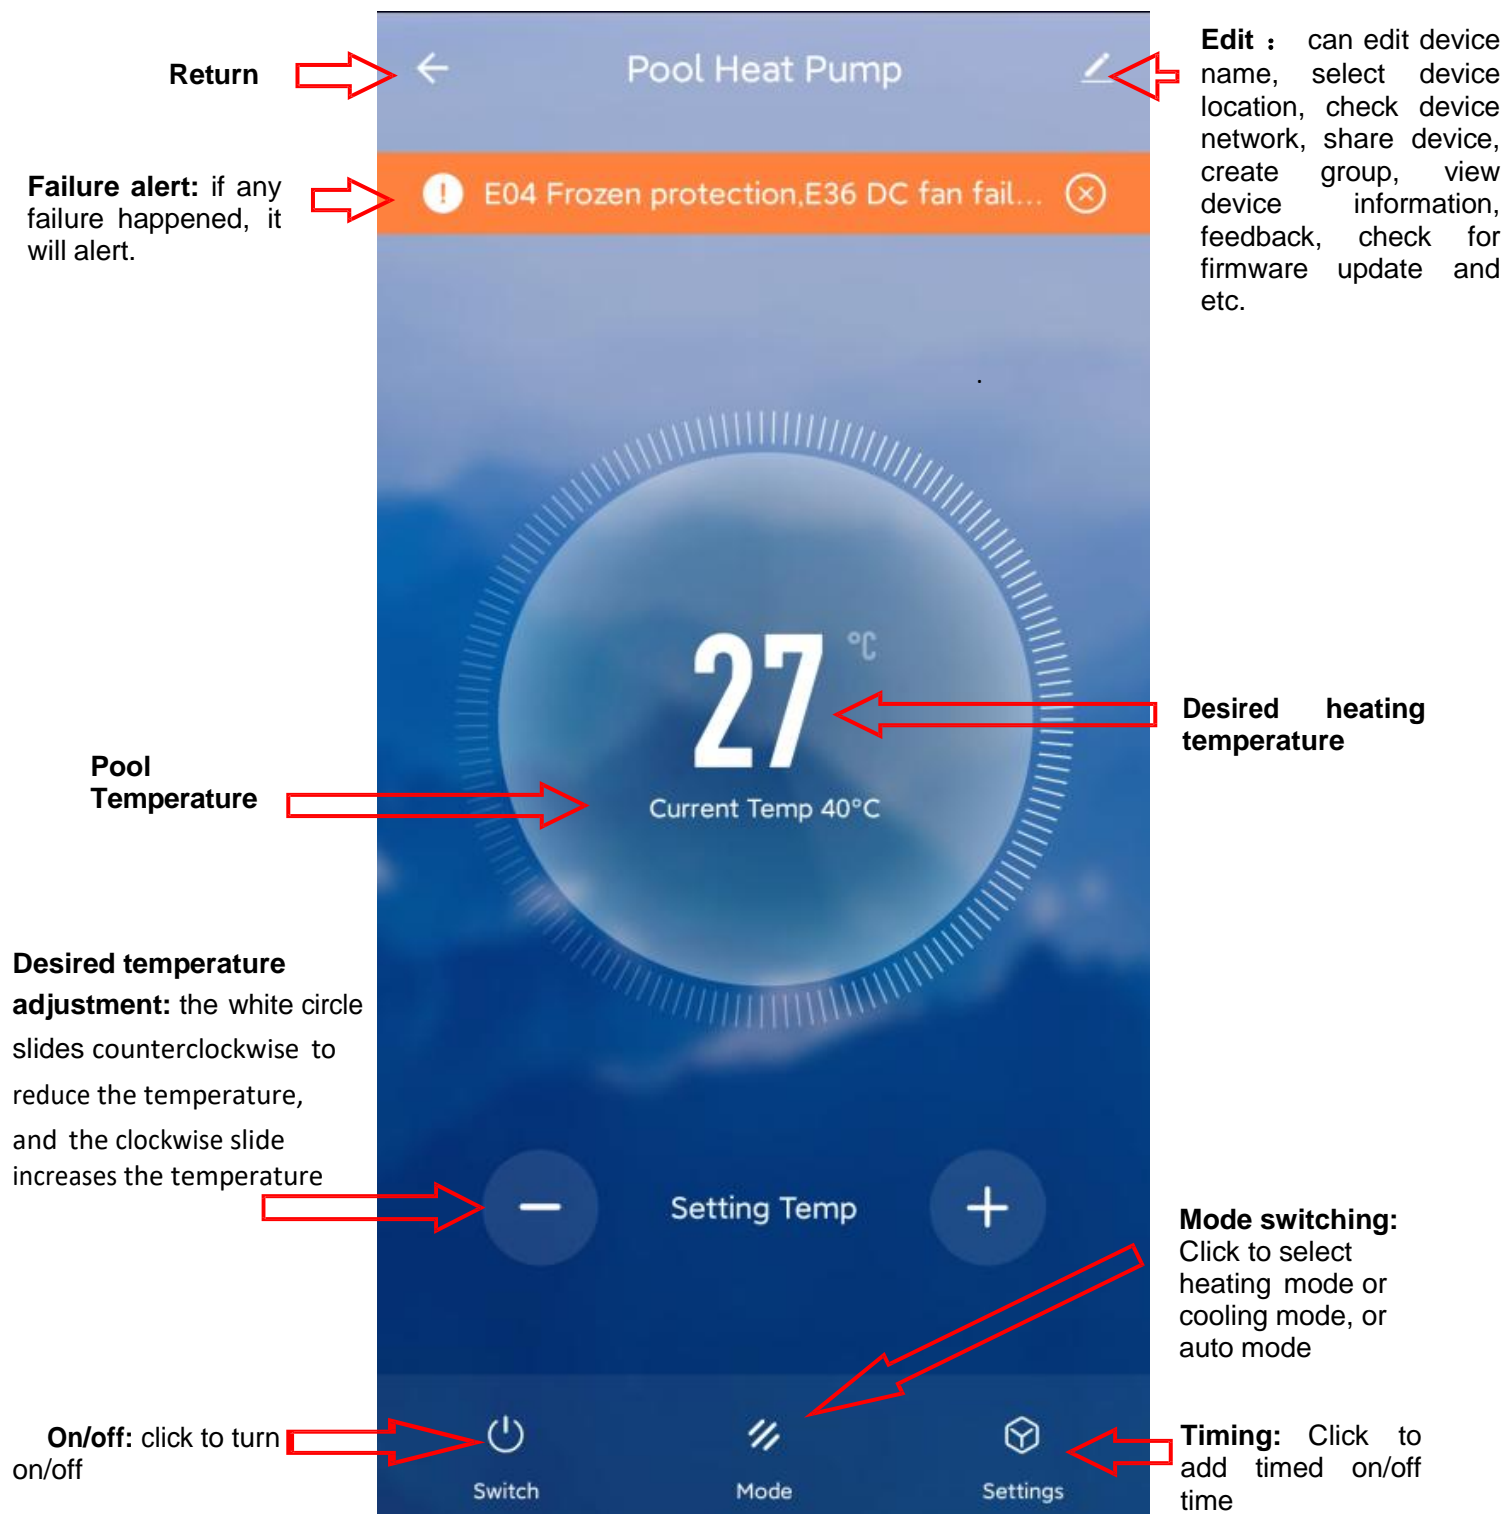 Return
Pool Heat Pump
Edit： can edit device
name, select device
location, check device
network, share device,
create group, view
device information,
feedback, check for
firmware update and
etc.
Failure alert: if any
failure happened, it
will alert.
E04 Frozen protection,E36 DC fan fail...
27 °C
Current Temp 40°C
Desired heating
temperature
Pool
Temperature
Desired temperature
adjustment: the white circle
slides counterclockwise to
reduce the temperature,
and the clockwise slide
increases the temperature
Setting Temp
Mode switching:
Click to select
heating mode or
cooling mode, or
auto mode
On/off: click to turn
on/off
Switch
Mode
Settings
Timing: Click to
add timed on/off
time